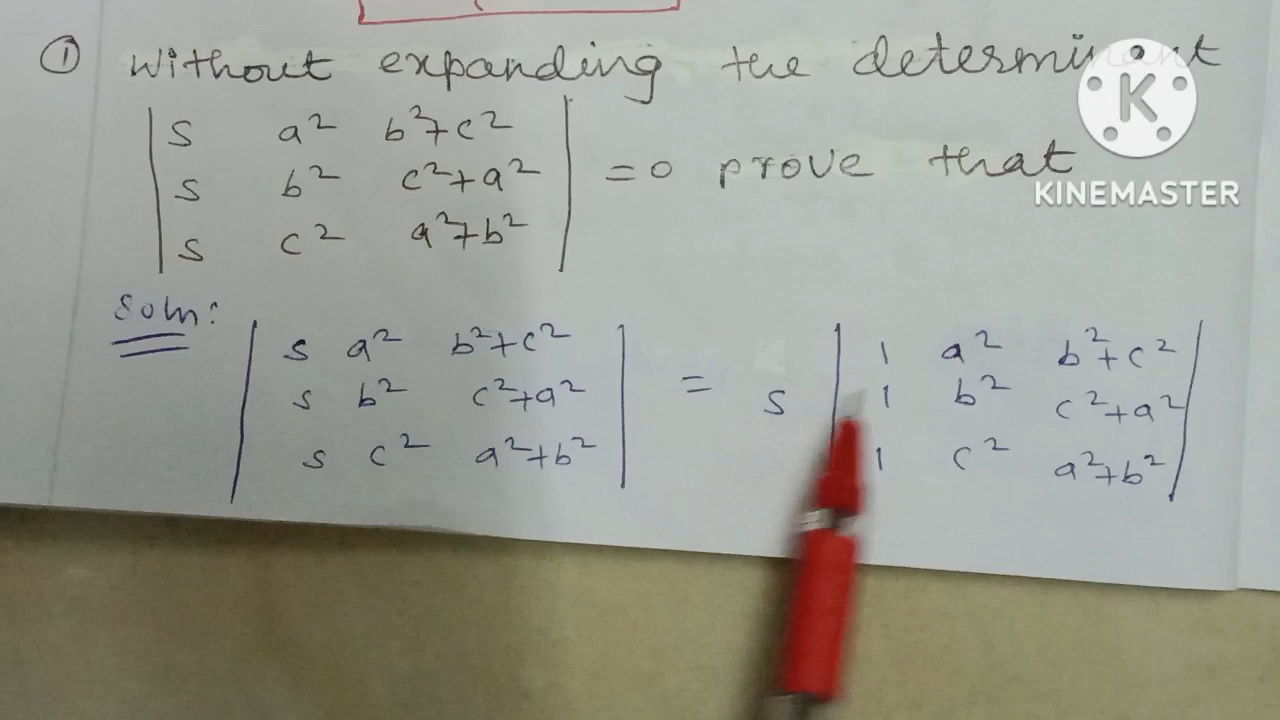 ① without expanding the determinant
| s a² b²+c² |
| s b² c²+a² | =0 prove that
| s c² a²+b² |
KINEMASTER
Soln:
| s a² b²+c² | | 1 a² b²+c² |
| s b² c²+a² | = s | 1 b² c²+a² |
| s c² a²+b² | | 1 c² a²+b² |